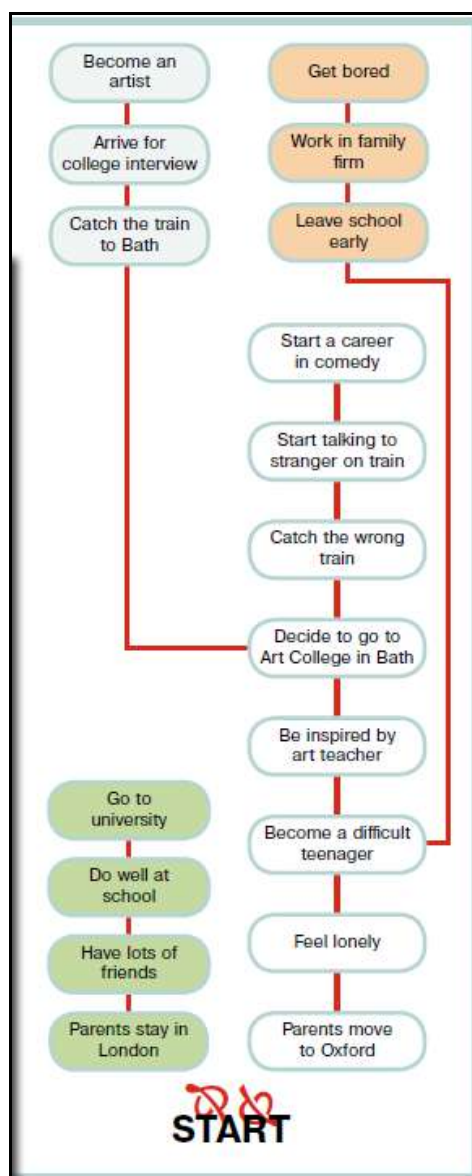 Become an
artist
Arrive for
college interview
Catch the train
to Bath
Get bored
Work in family
firm
Leave school
early
Start a career
in comedy
Start talking to
stranger on train
Catch the wrong
train
Decide to go to
Art College in Bath
Be inspired by
art teacher
Become a difficult
teenager
Feel lonely
Parents move
to Oxford
Go to
university
Do well at
school
Have lots of
friends
Parents stay in
London
START